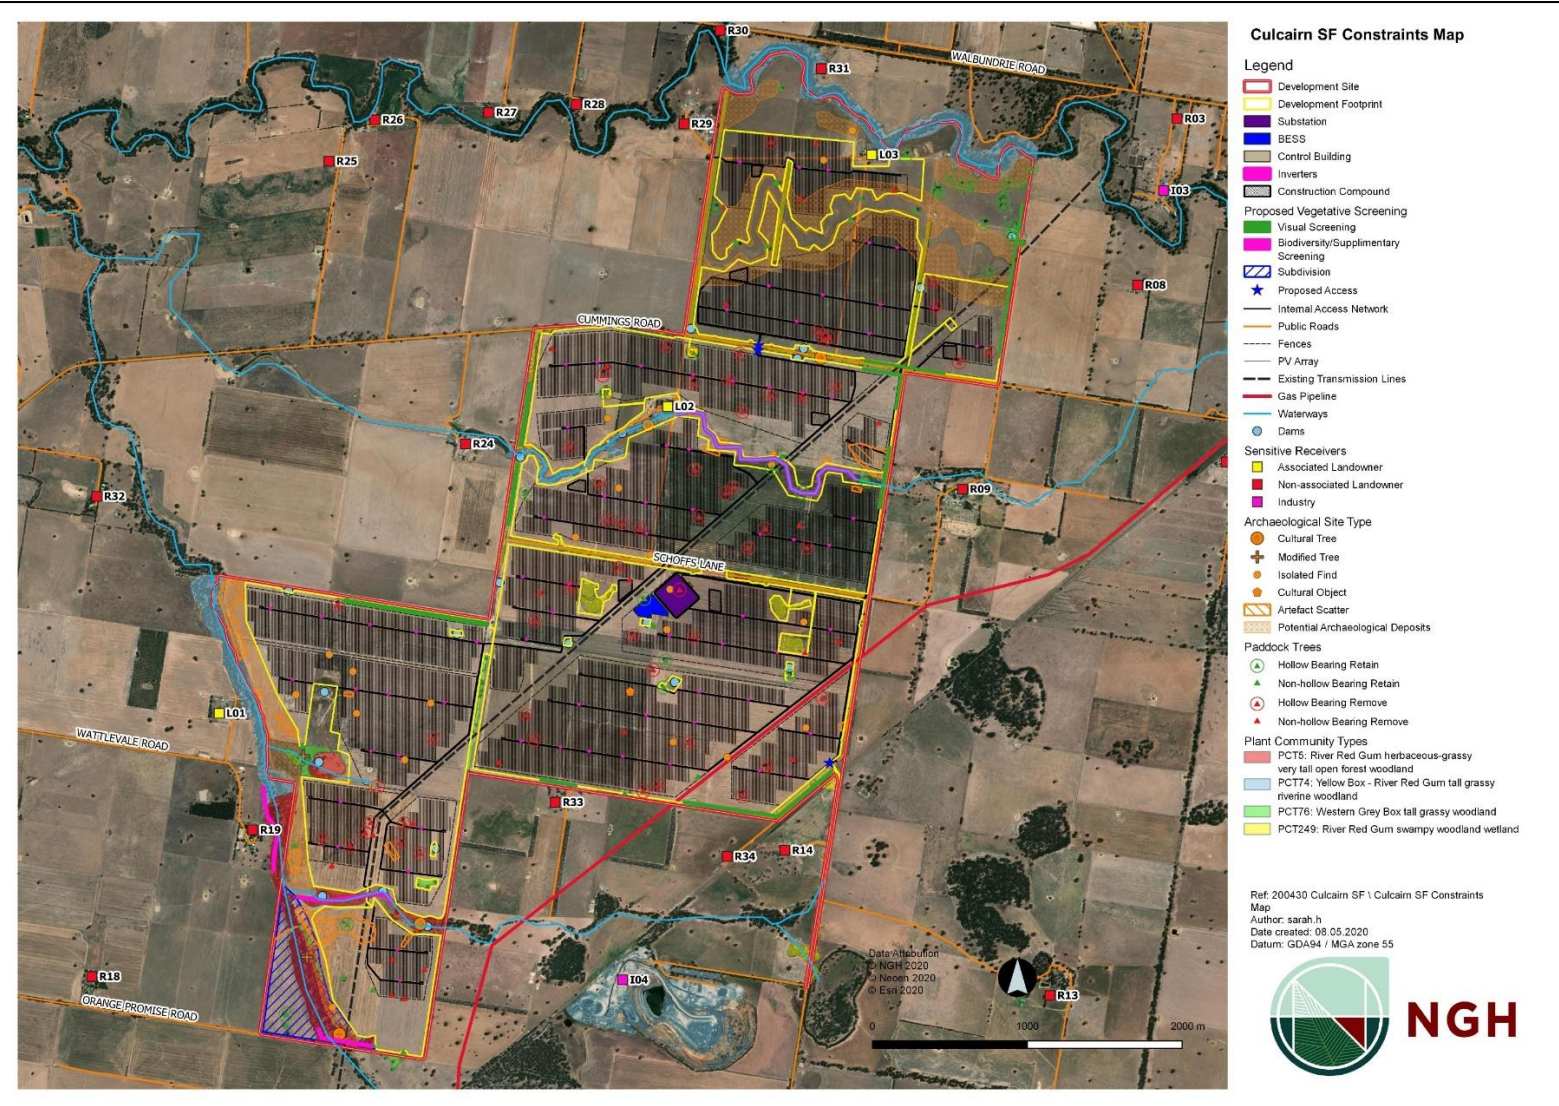 Culcairn SF Constraints Map
Legend
Development Site
Development Footprint
Substation
BESS
Control Building
Inverters
Construction Compound
Proposed Vegetative Screening
Visual Screening
Biodiversity/Supplimentary
Screening
Subdivision
Proposed Access
Internal Access Network
Public Roads
Fences
PV Array
Existing Transmission Lines
Gas Pipeline
Waterways
Dams
Sensitive Receivers
Associated Landowner
Non-associated Landowner
Industry
Archaeological Site Type
Cultural Tree
Modified Tree
Isolated Find
Cultural Object
Artefact Scatter
Potential Archaeological Deposits
Paddock Trees
Hollow Bearing Retain
Non-hollow Bearing Retain
Hollow Bearing Remove
Non-hollow Bearing Remove
Plant Community Types
PCT5: River Red Gum herbaceous-grassy
very tall open forest woodland
PCT74: Yellow Box - River Red Gum tall grassy
riverine woodland
PCT76: Western Grey Box tall grassy woodland
PCT249: River Red Gum swampy woodland wetland
Ref: 200430 Culcairn SF \ Culcairn SF Constraints
Map
Author: sarah.h
Date created: 08.05.2020
Datum: GDA94 / MGA zone 55
NGH
R30
WALBUNDRIE ROAD
R31
R28
R27
R26
R29
R03
R25
L03
I03
R08
CUMMINGS ROAD
L02
R24
R32
R09
SCHOFFS LANE
L01
WATTLEVALE ROAD
R33
R19
R34
R14
R18
I04
R13
ORANGE PROMISE ROAD
Data Attribution
© NGH 2020
© Neoen 2020
© Esri 2020
0 1000 2000 m